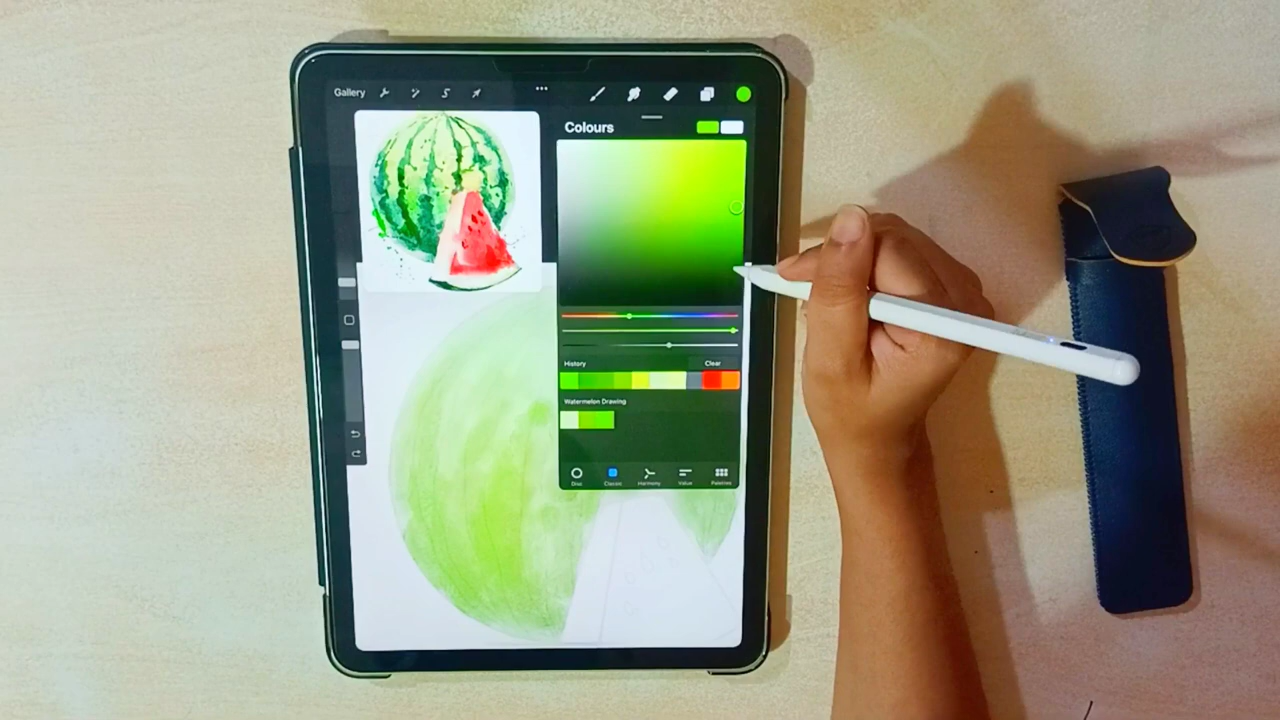 Gallery
Colours
History Clear
Watermelon Drawing
Disc Classic Harmony Value Palettes